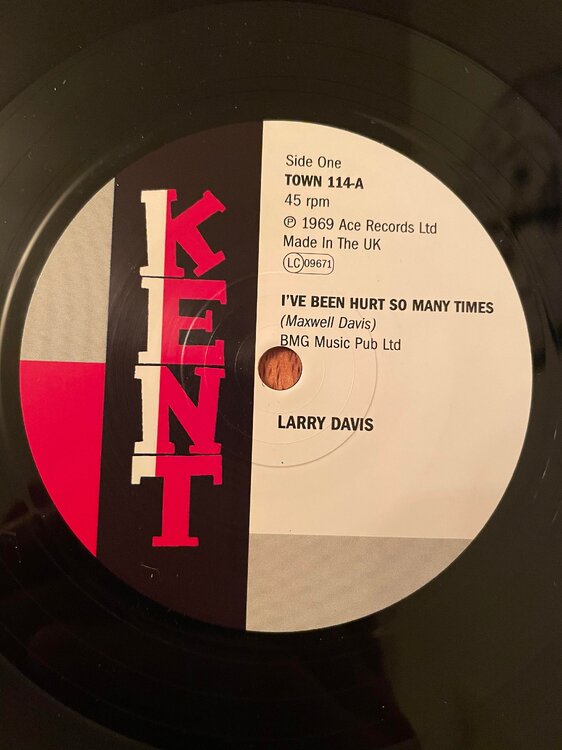 KENT
Side One
TOWN 114-A
45 rpm
℗ 1969 Ace Records Ltd
Made In The UK
LC 09671
I'VE BEEN HURT SO MANY TIMES
(Maxwell Davis)
BMG Music Pub Ltd
LARRY DAVIS